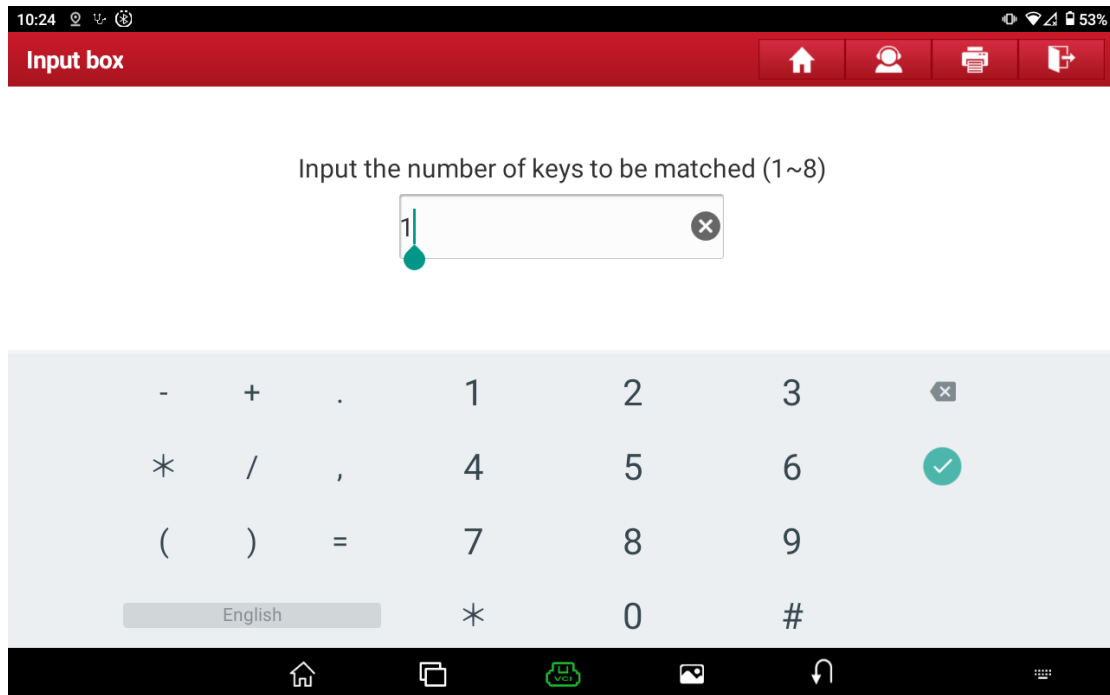 10:24 53%
Input box
Input the number of keys to be matched (1~8)
1
- + . 1 2 3
* / , 4 5 6
( ) = 7 8 9
English * 0 #
VCI